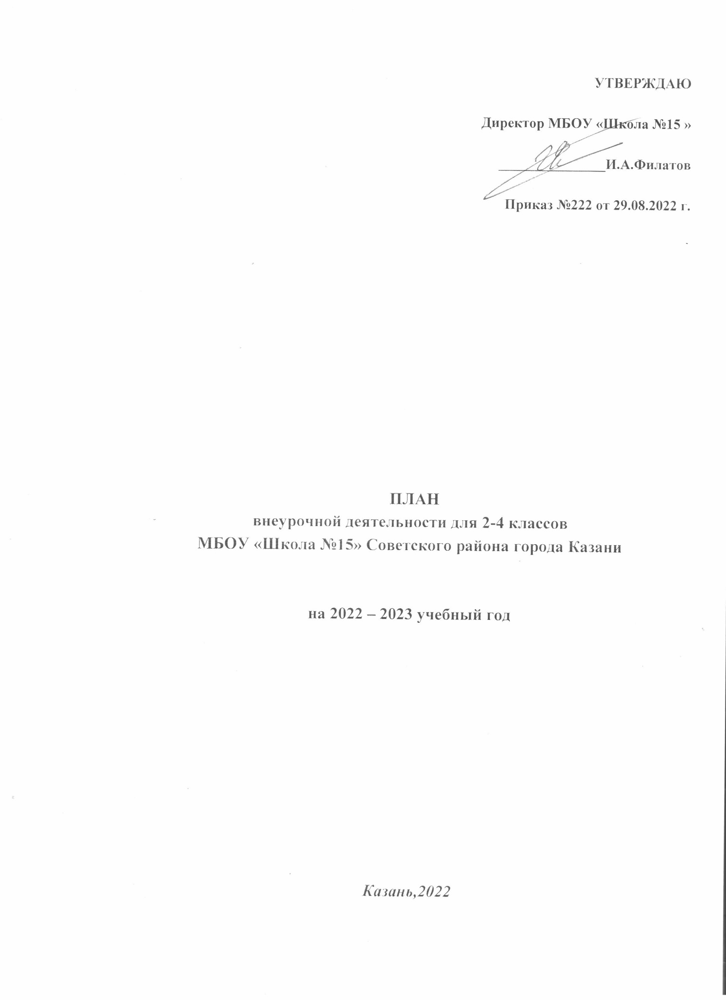 УТВЕРЖДАЮ
Директор МБОУ «Школа №15 »
_______________И.А.Филатов
Приказ №222 от 29.08.2022 г.
ПЛАН
внеурочной деятельности для 2-4 классов
МБОУ «Школа №15» Советского района города Казани
на 2022 – 2023 учебный год
Казань,2022